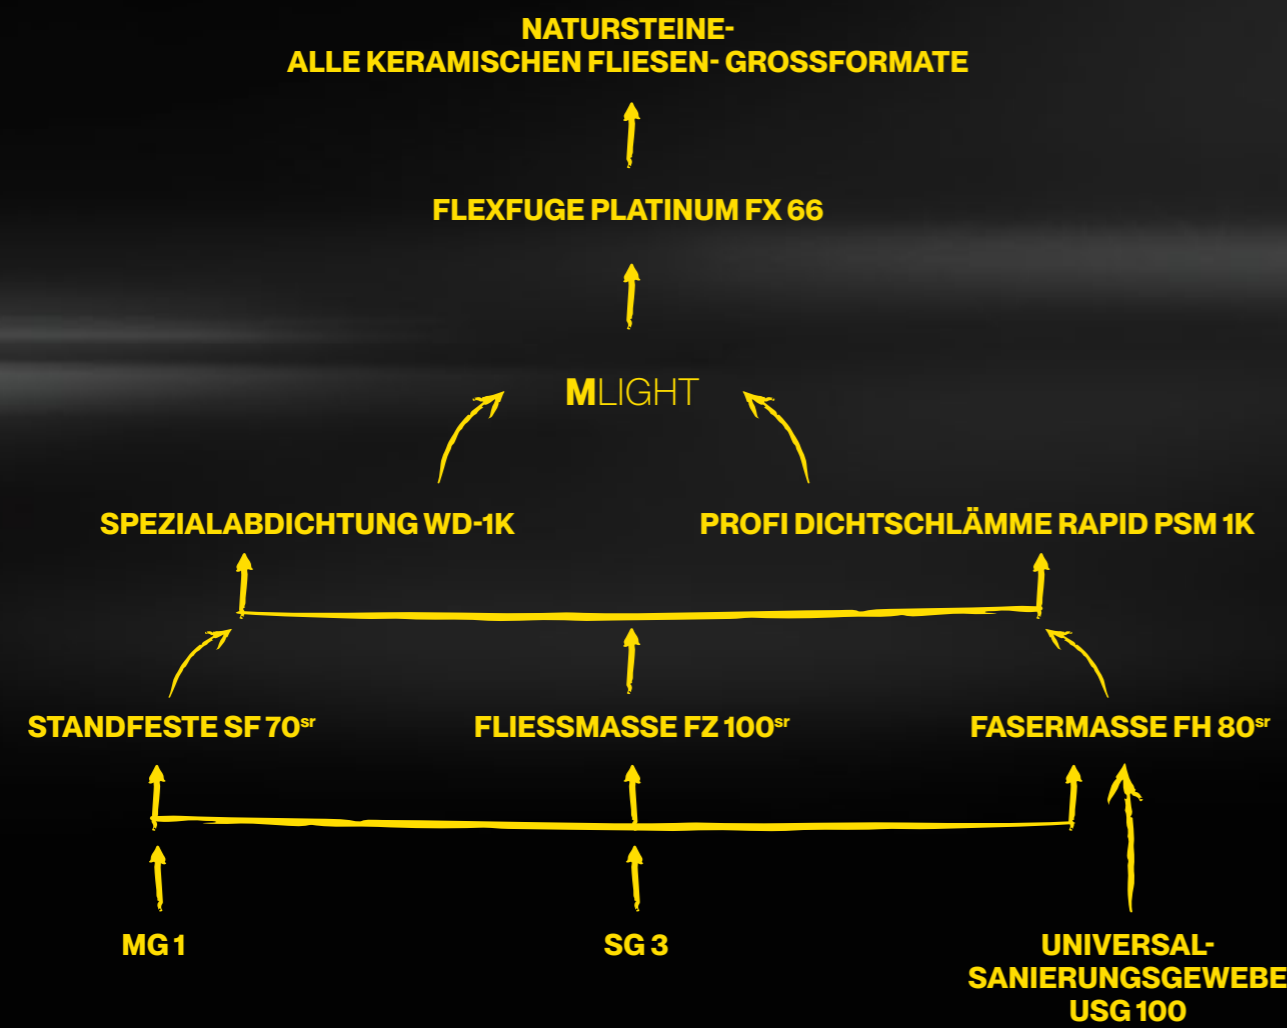 NATURSTEINE-
ALLE KERAMISCHEN FLIESEN- GROSSFORMATE
FLEXFUGE PLATINUM FX 66
MLIGHT
SPEZIALABDICHTUNG WD-1K
PROFI DICHTSCHLÄMME RAPID PSM 1K
STANDFESTE SF 70sr
FLIESSMASSE FZ 100sr
FASERMASSE FH 80sr
MG 1
SG 3
UNIVERSAL-
SANIERUNGSGEWEBE
USG 100